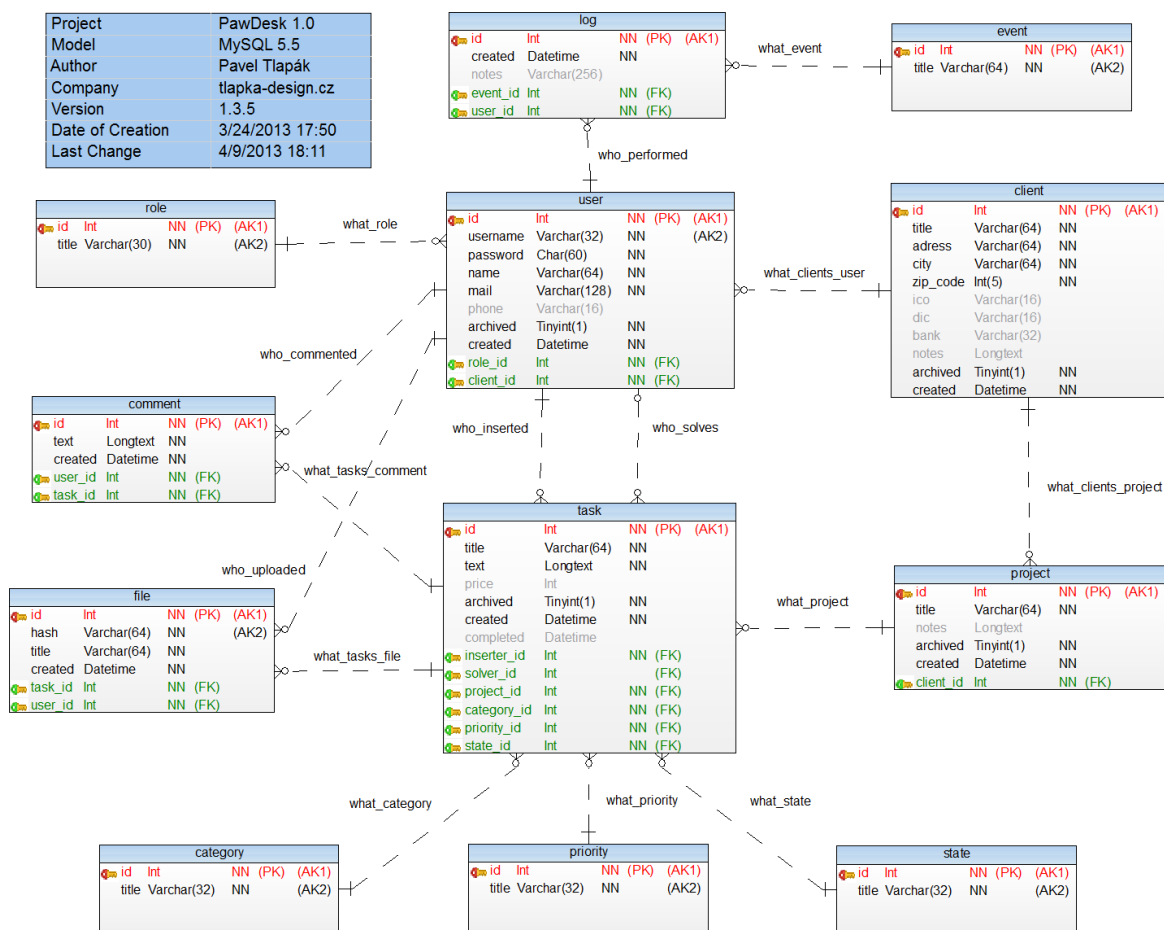 Project PawDesk 1.0
Model MySQL 5.5
Author Pavel Tlapák
Company tlapka-design.cz
Version 1.3.5
Date of Creation 3/24/2013 17:50
Last Change 4/9/2013 18:11
log
id Int NN (PK) (AK1)
created Datetime NN
notes Varchar(256)
event_id Int NN (FK)
user_id Int NN (FK)
what_event
event
id Int NN (PK) (AK1)
title Varchar(64) NN (AK2)
who_performed
role
id Int NN (PK) (AK1)
title Varchar(30) NN (AK2)
what_role
user
id Int NN (PK) (AK1)
username Varchar(32) NN (AK2)
password Char(60) NN
name Varchar(64) NN
mail Varchar(128) NN
phone Varchar(16)
archived Tinyint(1) NN
created Datetime NN
role_id Int NN (FK)
client_id Int NN (FK)
what_clients_user
client
id Int NN (PK) (AK1)
title Varchar(64) NN
adress Varchar(64) NN
city Varchar(64) NN
zip_code Int(5) NN
ico Varchar(16)
dic Varchar(16)
bank Varchar(32)
notes Longtext
archived Tinyint(1) NN
created Datetime NN
who_commented
comment
id Int NN (PK) (AK1)
text Longtext NN
created Datetime NN
user_id Int NN (FK)
task_id Int NN (FK)
what_tasks_comment
who_inserted
who_solves
what_clients_project
who_uploaded
file
id Int NN (PK) (AK1)
hash Varchar(64) NN (AK2)
title Varchar(64) NN
created Datetime NN
task_id Int NN (FK)
user_id Int NN (FK)
what_tasks_file
task
id Int NN (PK) (AK1)
title Varchar(64) NN
text Longtext NN
price Int
archived Tinyint(1) NN
created Datetime NN
completed Datetime
inserter_id Int NN (FK)
solver_id Int (FK)
project_id Int NN (FK)
category_id Int NN (FK)
priority_id Int NN (FK)
state_id Int NN (FK)
what_project
project
id Int NN (PK) (AK1)
title Varchar(64) NN
notes Longtext
archived Tinyint(1) NN
created Datetime NN
client_id Int NN (FK)
what_category
what_priority
what_state
category
id Int NN (PK) (AK1)
title Varchar(32) NN (AK2)
priority
id Int NN (PK) (AK1)
title Varchar(32) NN (AK2)
state
id Int NN (PK) (AK1)
title Varchar(32) NN (AK2)